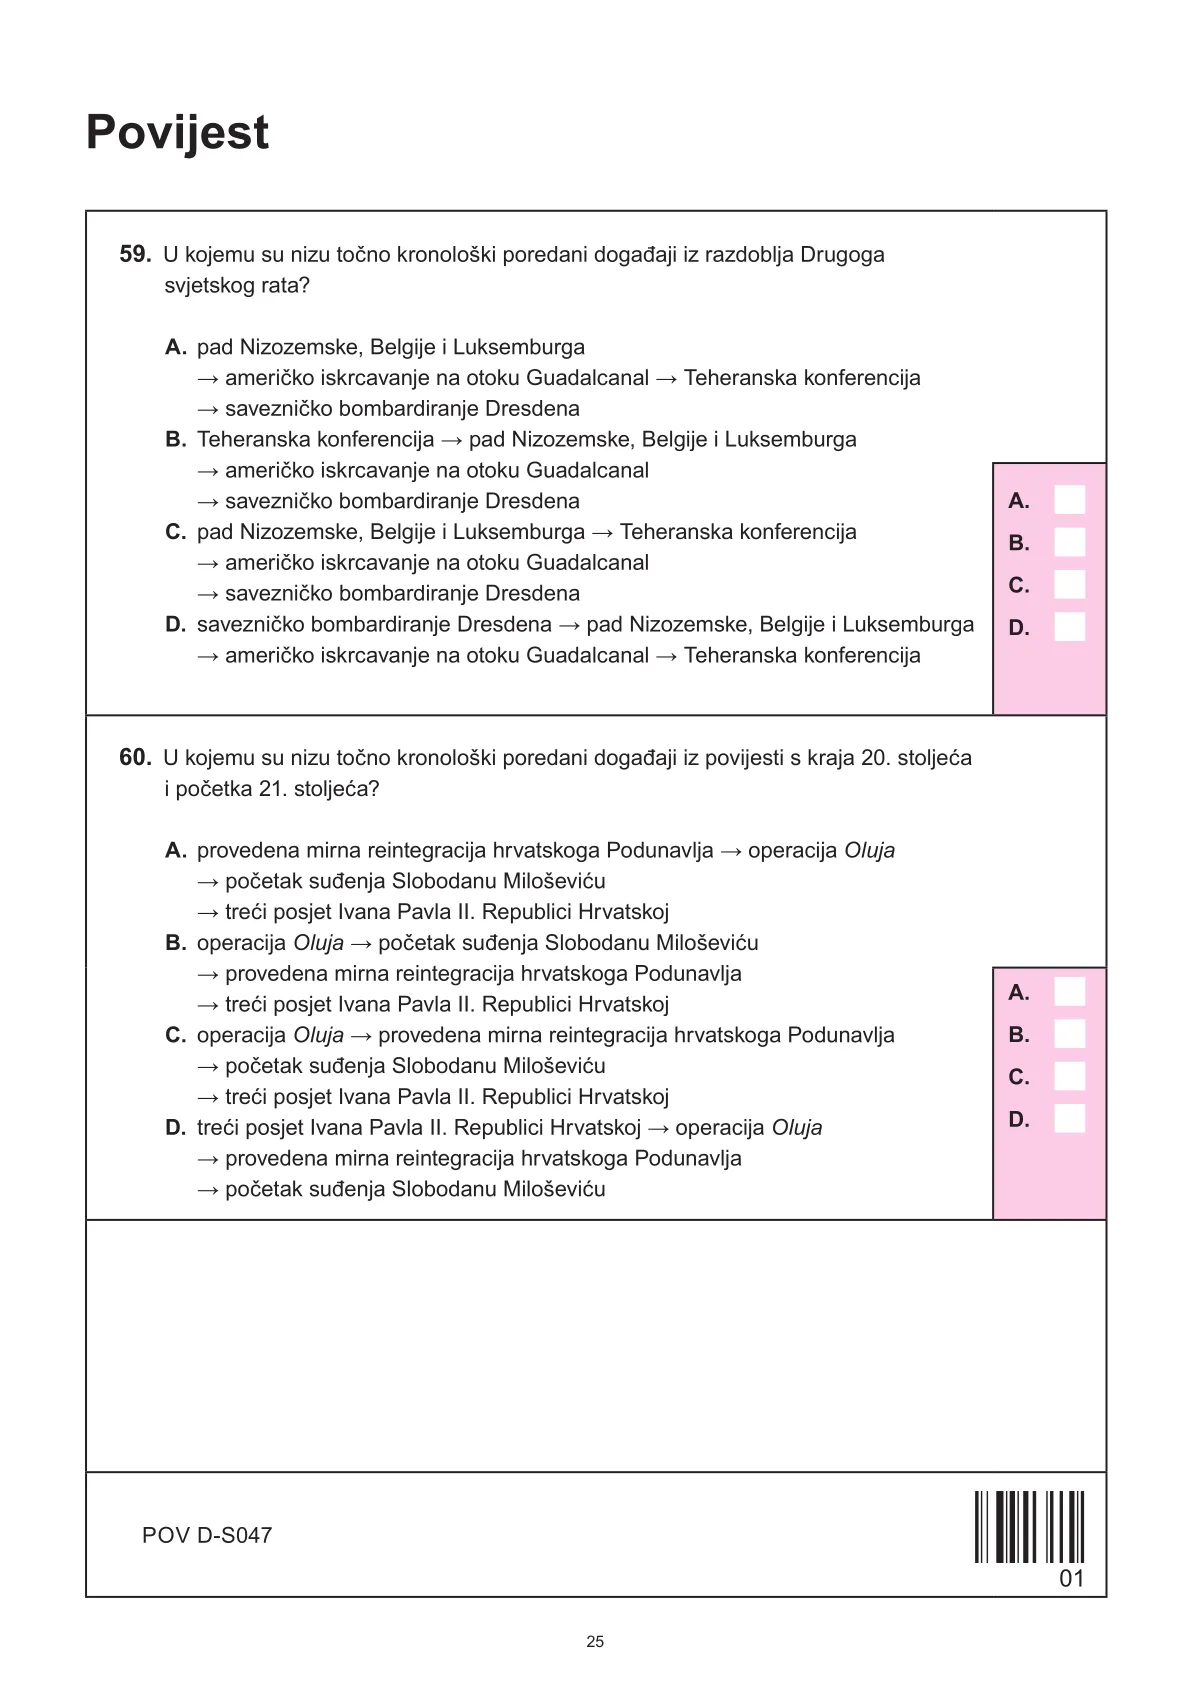 Povijest
59. U kojemu su nizu točno kronološki poredani događaji iz razdoblja Drugoga
svjetskog rata?
A. pad Nizozemske, Belgije i Luksemburga
→ američko iskrcavanje na otoku Guadalcanal → Teheranska konferencija
→ savezničko bombardiranje Dresdena
B. Teheranska konferencija → pad Nizozemske, Belgije i Luksemburga
→ američko iskrcavanje na otoku Guadalcanal
→ savezničko bombardiranje Dresdena
C. pad Nizozemske, Belgije i Luksemburga → Teheranska konferencija
→ američko iskrcavanje na otoku Guadalcanal
→ savezničko bombardiranje Dresdena
D. savezničko bombardiranje Dresdena → pad Nizozemske, Belgije i Luksemburga
→ američko iskrcavanje na otoku Guadalcanal → Teheranska konferencija
A.
B.
C.
D.
60. U kojemu su nizu točno kronološki poredani događaji iz povijesti s kraja 20. stoljeća
i početka 21. stoljeća?
A. provedena mirna reintegracija hrvatskoga Podunavlja → operacija Oluja
→ početak suđenja Slobodanu Miloševiću
→ treći posjet Ivana Pavla II. Republici Hrvatskoj
B. operacija Oluja → početak suđenja Slobodanu Miloševiću
→ provedena mirna reintegracija hrvatskoga Podunavlja
→ treći posjet Ivana Pavla II. Republici Hrvatskoj
C. operacija Oluja → provedena mirna reintegracija hrvatskoga Podunavlja
→ početak suđenja Slobodanu Miloševiću
→ treći posjet Ivana Pavla II. Republici Hrvatskoj
D. treći posjet Ivana Pavla II. Republici Hrvatskoj → operacija Oluja
→ provedena mirna reintegracija hrvatskoga Podunavlja
→ početak suđenja Slobodanu Miloševiću
A.
B.
C.
D.
POV D-S047
01
25